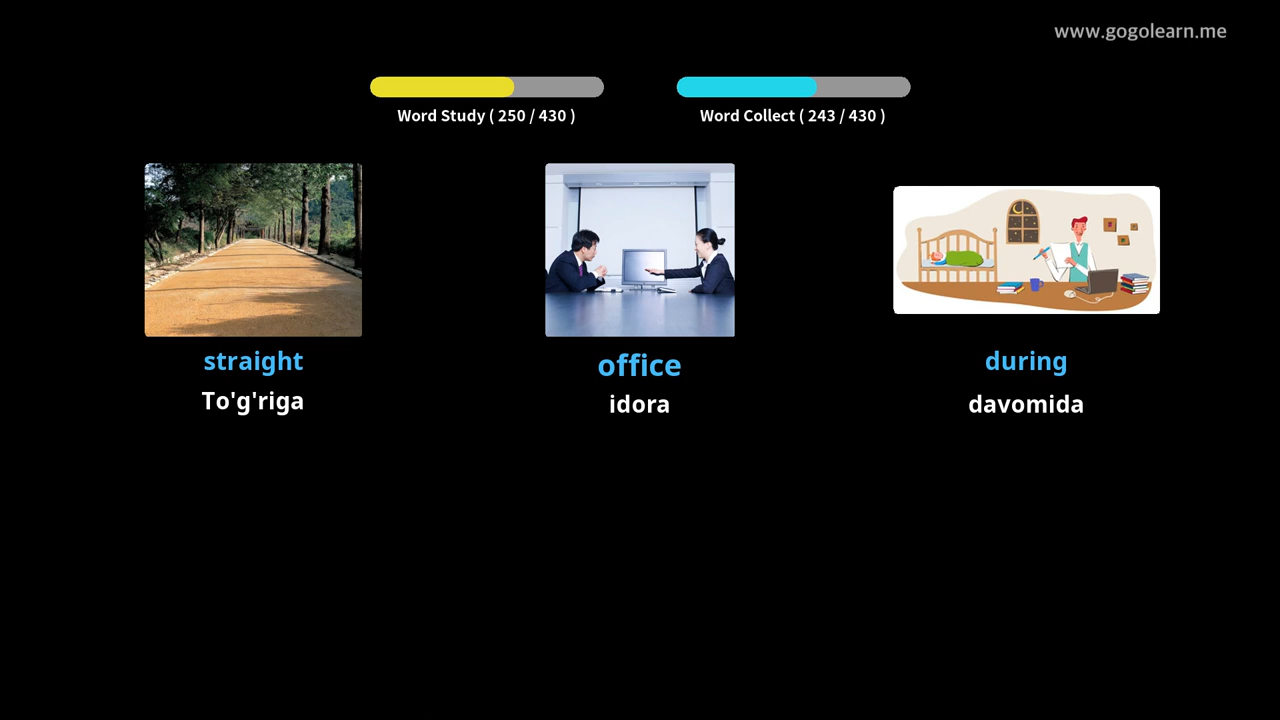 www.gogolearn.me
Word Study ( 250 / 430 )
Word Collect ( 243 / 430 )
straight
To'g'riga
office
idora
during
davomida